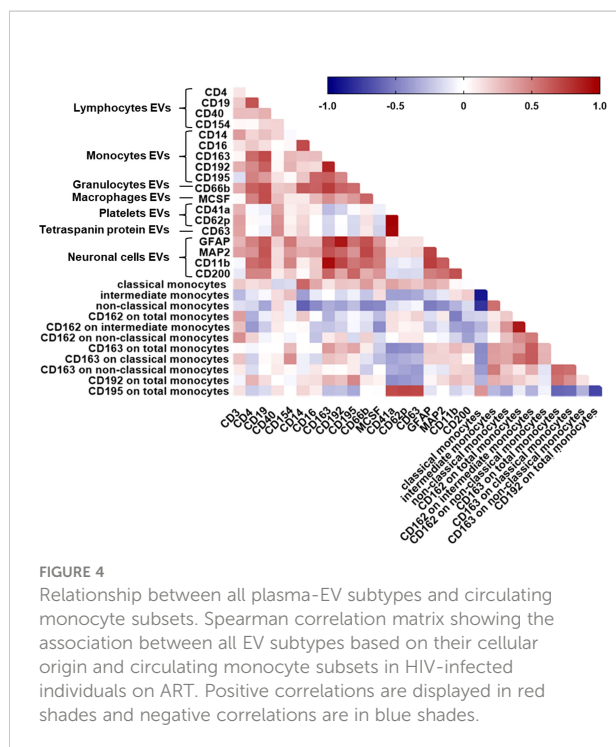 -1.0 -0.5 0 0.5 1.0
Lymphocytes EVs
CD4
CD19
CD40
CD154
Monocytes EVs
CD14
CD16
CD163
CD192
CD195
Granulocytes EVs CD66b
Macrophages EVs MCSF
Platelets EVs
CD41a
CD62p
Tetraspanin protein EVs CD63
Neuronal cells EVs
GFAP
MAP2
CD11b
CD200
classical monocytes
intermediate monocytes
non-classical monocytes
CD162 on total monocytes
CD162 on intermediate monocytes
CD162 on non-classical monocytes
CD163 on total monocytes
CD163 on classical monocytes
CD163 on non-classical monocytes
CD192 on total monocytes
CD195 on total monocytes
CD3
CD4
CD19
CD40
CD154
CD14
CD16
CD163
CD192
CD195
CD66b
MCSF
CD41a
CD62p
CD63
GFAP
MAP2
CD11b
CD200
classical monocytes
intermediate monocytes
non-classical monocytes
CD162 on total monocytes
CD162 on intermediate monocytes
CD162 on non-classical monocytes
CD163 on total monocytes
CD163 on classical monocytes
CD163 on non-classical monocytes
CD192 on total monocytes
FIGURE 4
Relationship between all plasma-EV subtypes and circulating
monocyte subsets. Spearman correlation matrix showing the
association between all EV subtypes based on their cellular
origin and circulating monocyte subsets in HIV-infected
individuals on ART. Positive correlations are displayed in red
shades and negative correlations are in blue shades.